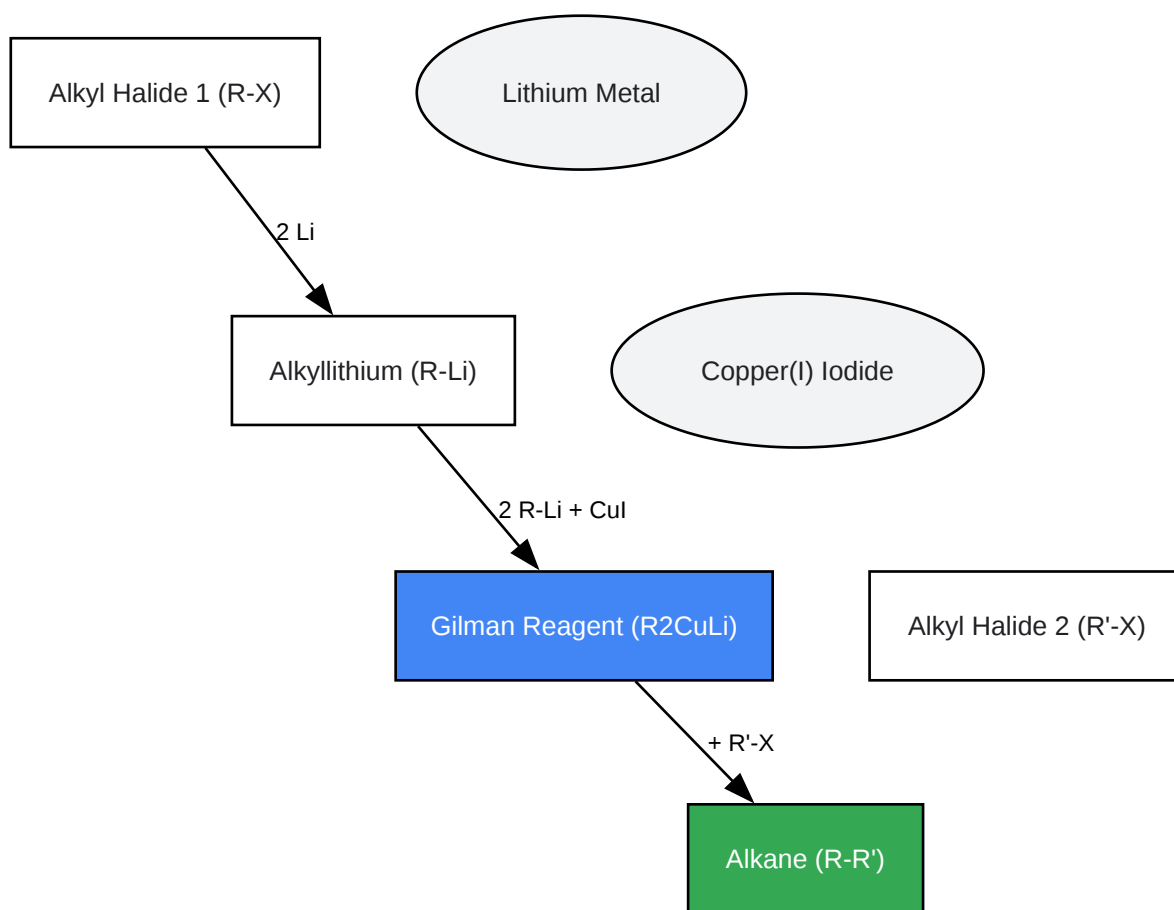 Alkyl Halide 1 (R-X)
Lithium Metal
2 Li
Alkyllithium (R-Li)
Copper(I) Iodide
2 R-Li + CuI
Gilman Reagent (R2CuLi)
Alkyl Halide 2 (R'-X)
+ R'-X
Alkane (R-R')